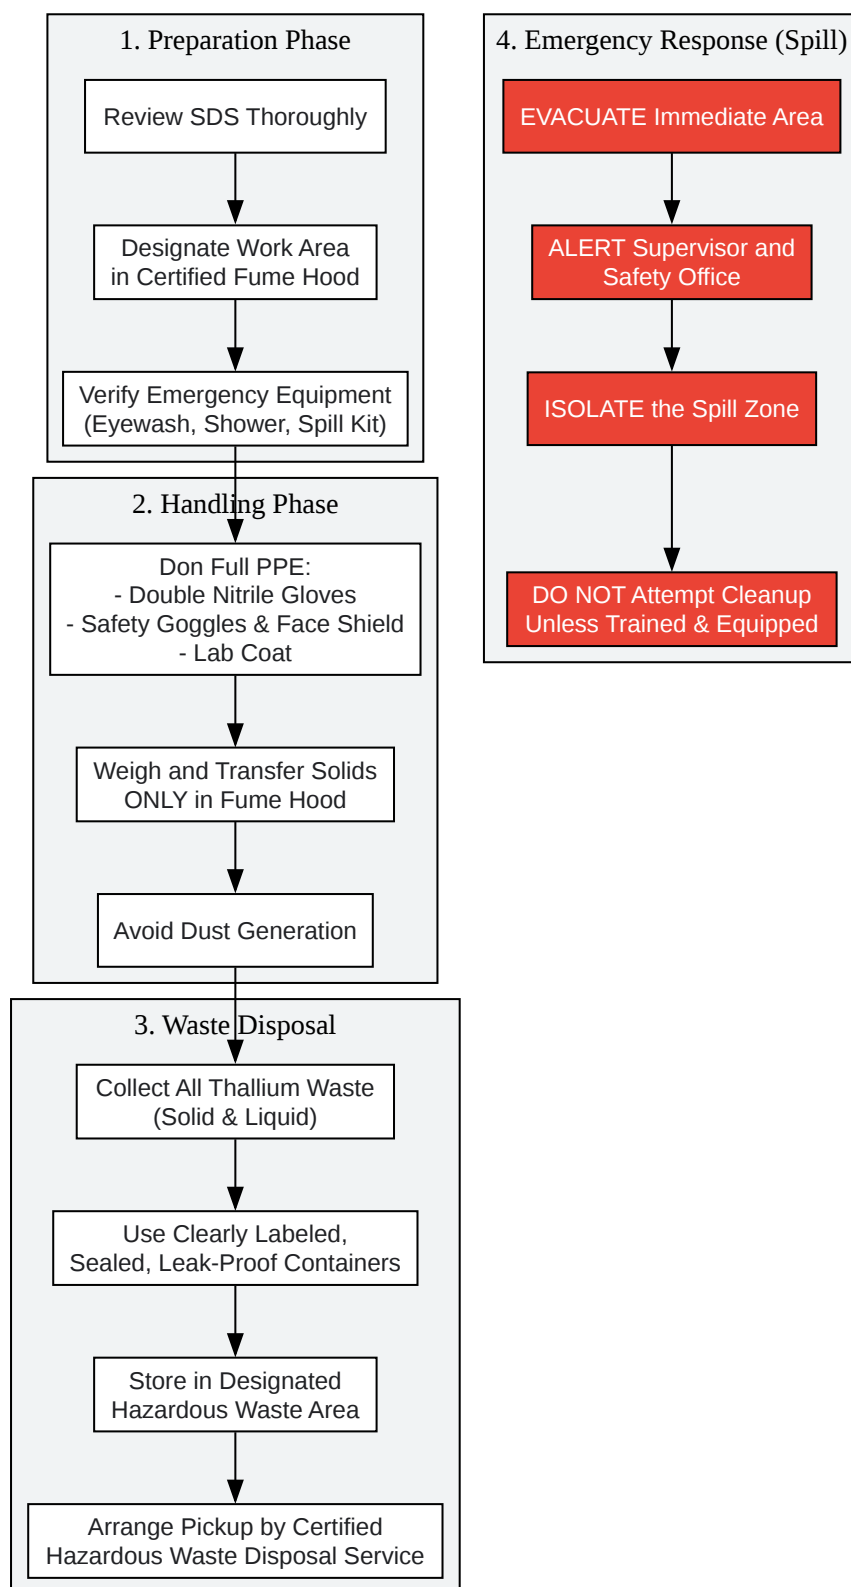 1. Preparation Phase
Review SDS Thoroughly
Designate Work Area
in Certified Fume Hood
Verify Emergency Equipment
(Eyewash, Shower, Spill Kit)
2. Handling Phase
Don Full PPE:
- Double Nitrile Gloves
- Safety Goggles & Face Shield
- Lab Coat
Weigh and Transfer Solids
ONLY in Fume Hood
Avoid Dust Generation
3. Waste Disposal
Collect All Thallium Waste
(Solid & Liquid)
Use Clearly Labeled,
Sealed, Leak-Proof Containers
Store in Designated
Hazardous Waste Area
Arrange Pickup by Certified
Hazardous Waste Disposal Service
4. Emergency Response (Spill)
EVACUATE Immediate Area
ALERT Supervisor and
Safety Office
ISOLATE the Spill Zone
DO NOT Attempt Cleanup
Unless Trained & Equipped